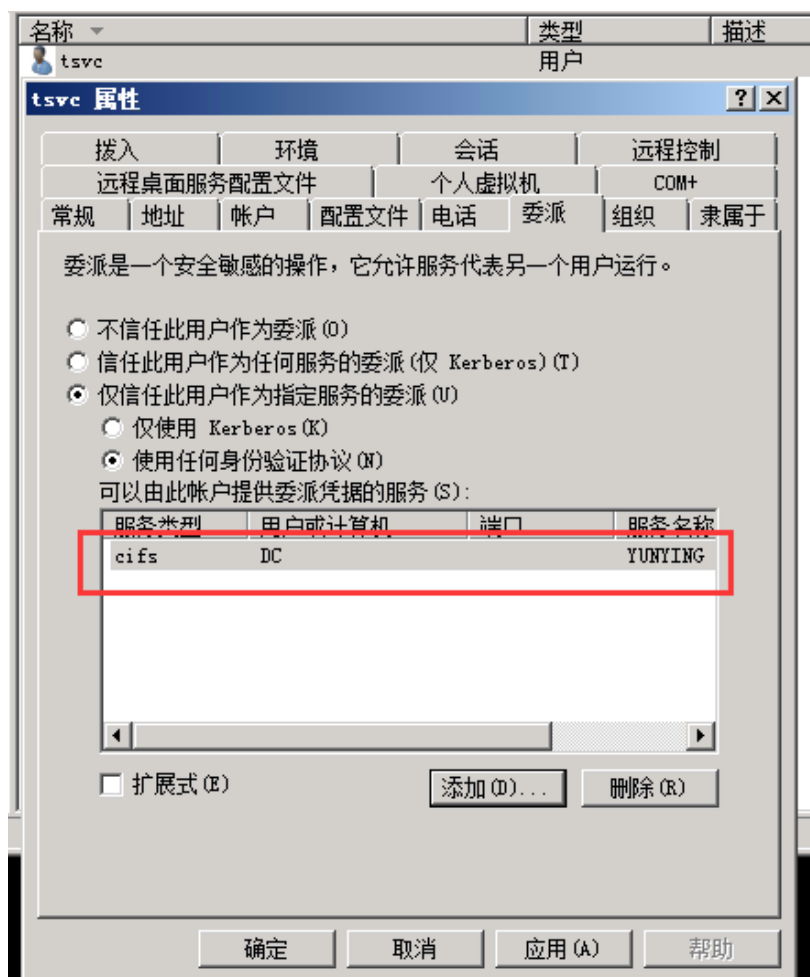 名称 类型 描述
tsvc 用户
tsvc 属性
拨入 环境 会话 远程控制
远程桌面服务配置文件 个人虚拟机 COM+
常规 地址 帐户 配置文件 电话 委派 组织 隶属于
委派是一个安全敏感的操作，它允许服务代表另一个用户运行。
不信任此用户作为委派(O)
信任此用户作为任何服务的委派(仅 Kerberos)(T)
仅信任此用户作为指定服务的委派(U)
仅使用 Kerberos(K)
使用任何身份验证协议(N)
可以由此帐户提供委派凭据的服务(S):
服务类型 用户或计算机 端口 服务名称
cifs DC YUNYING
扩展式(E) 添加(D)... 删除(R)
确定 取消 应用(A) 帮助